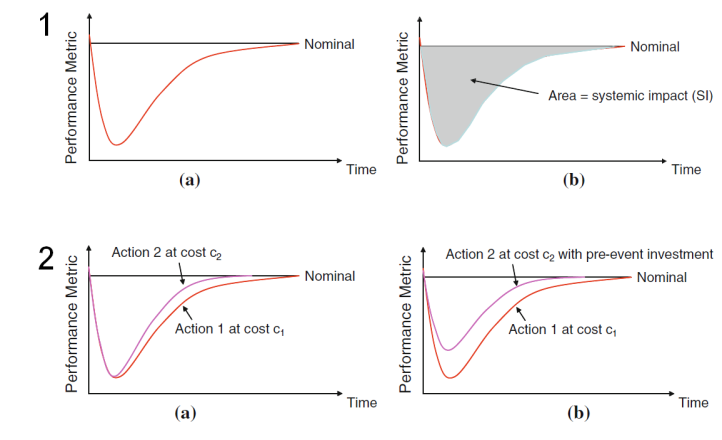 1
Performance Metric
Nominal
Time
(a)
Performance Metric
Nominal
Area = systemic impact (SI)
Time
(b)
2
Performance Metric
Action 2 at cost c₂
Nominal
Action 1 at cost c₁
Time
(a)
Performance Metric
Action 2 at cost c₂ with pre-event investment
Nominal
Action 1 at cost c₁
Time
(b)